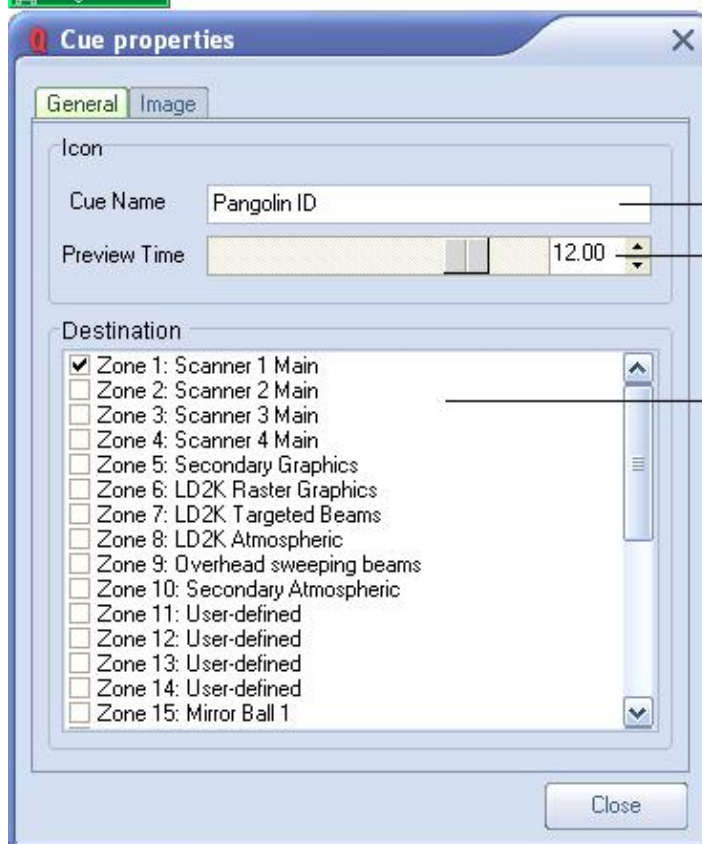 Cue properties
General Image
Icon
Cue Name Pangolin ID
Preview Time 12.00
Destination
Zone 1: Scanner 1 Main
Zone 2: Scanner 2 Main
Zone 3: Scanner 3 Main
Zone 4: Scanner 4 Main
Zone 5: Secondary Graphics
Zone 6: LD2K Raster Graphics
Zone 7: LD2K Targeted Beams
Zone 8: LD2K Atmospheric
Zone 9: Overhead sweeping beams
Zone 10: Secondary Atmospheric
Zone 11: User-defined
Zone 12: User-defined
Zone 13: User-defined
Zone 14: User-defined
Zone 15: Mirror Ball 1
Close